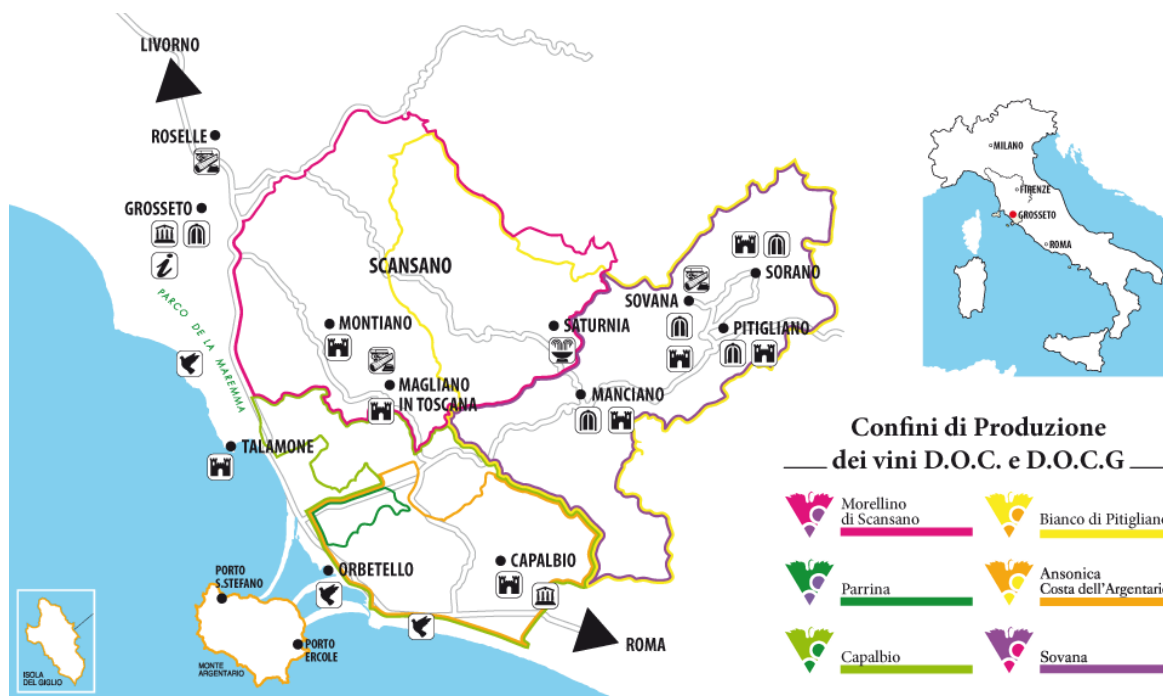 LIVORNO
ROSELLE
GROSSETO
i
PARCO DE LA MAREMMA
SCANSANO
MONTIANO
MAGLIANO
IN TOSCANA
SATURNIA
SOVANA
SORANO
PITIGLIANO
MANCIANO
TALAMONE
ORBETELLO
CAPALBIO
PORTO
S.STEFANO
PORTO
ERCOLE
MONTE
ARGENTARIO
ISOLA
DEL GIGLIO
ROMA
MILANO
FIRENZE
GROSSETO
ROMA
Confini di Produzione
dei vini D.O.C. e D.O.C.G
Morellino
di Scansano
Bianco di Pitigliano
Parrina
Ansonica
Costa dell'Argentario
Capalbio
Sovana